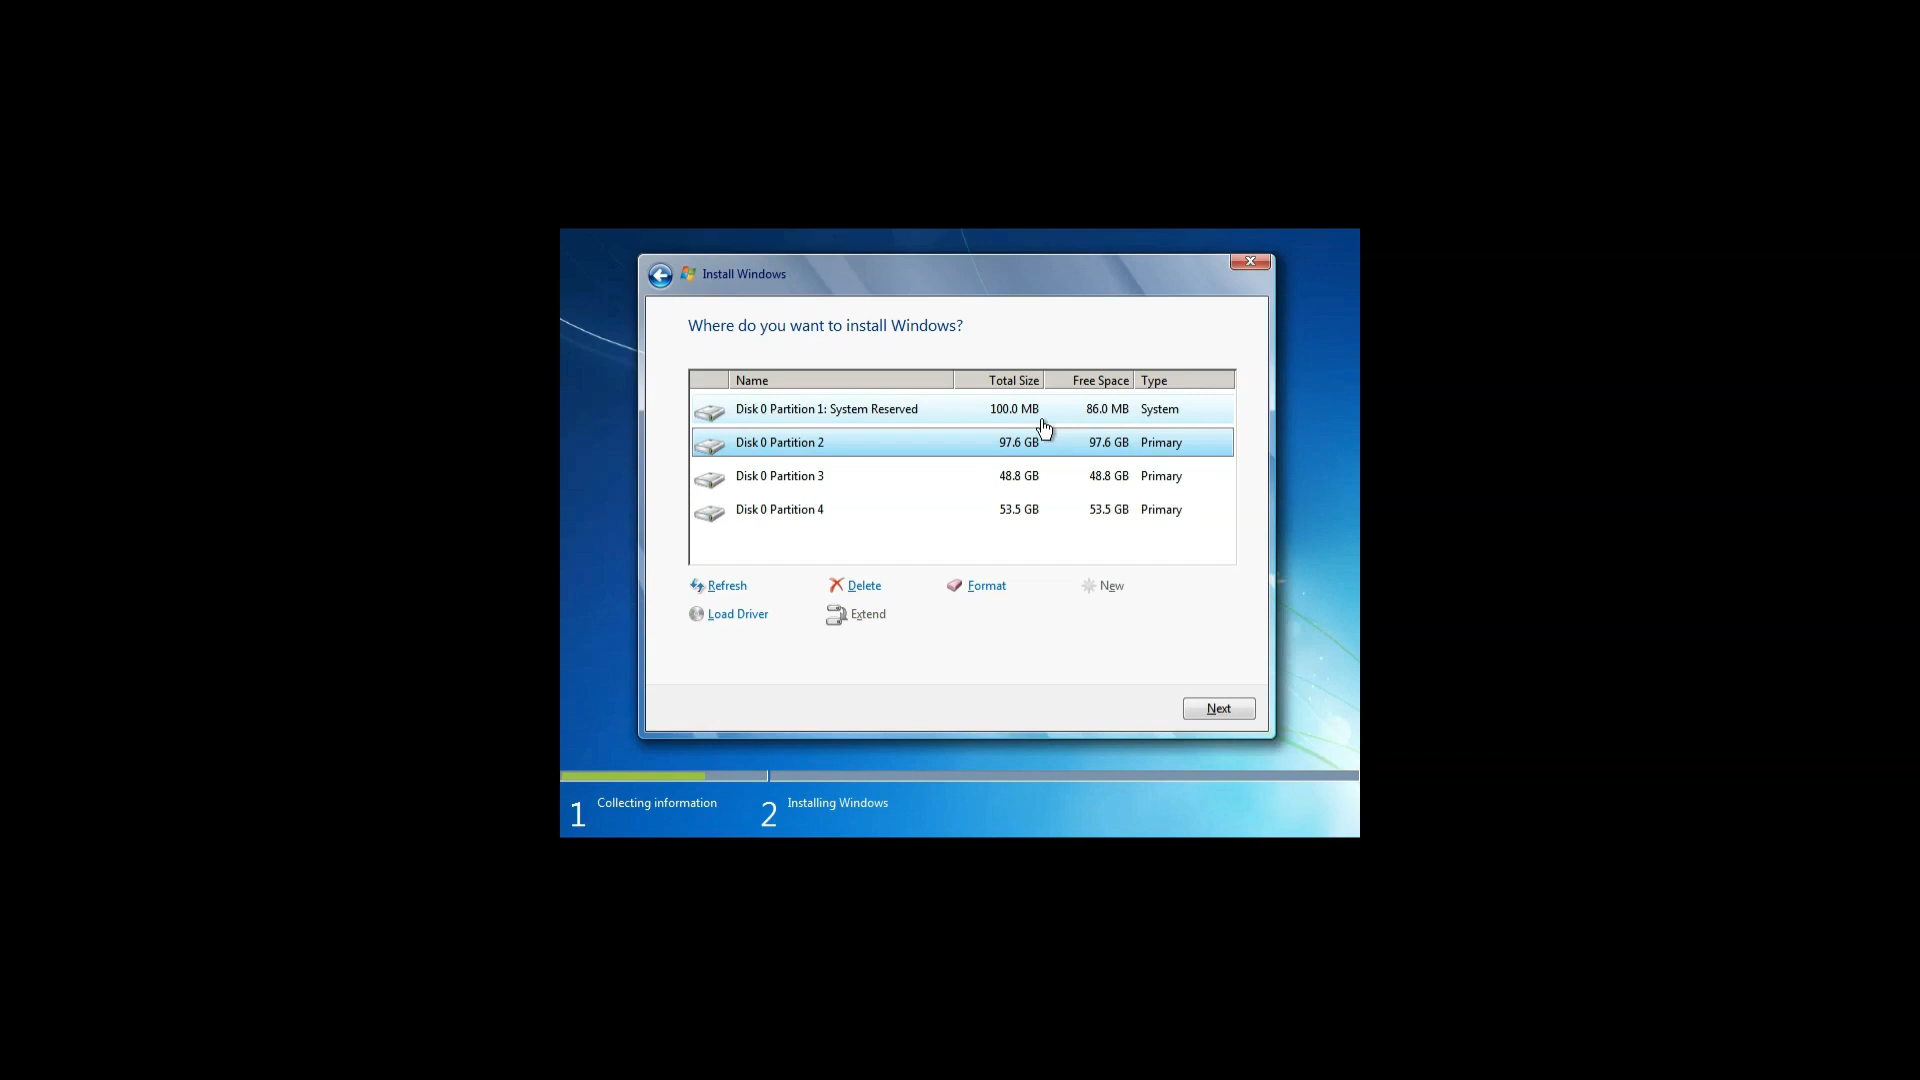 Install Windows
Where do you want to install Windows?
Name Total Size Free Space Type
Disk 0 Partition 1: System Reserved 100.0 MB 86.0 MB System
Disk 0 Partition 2 97.6 GB 97.6 GB Primary
Disk 0 Partition 3 48.8 GB 48.8 GB Primary
Disk 0 Partition 4 53.5 GB 53.5 GB Primary
Refresh Delete Format New
Load Driver Extend
Next
1 Collecting information 2 Installing Windows